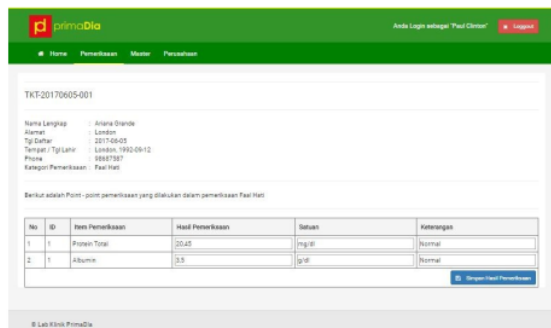 primaDia
Anda Login sebagai "Paul Clinton"
Logout
Home Pemeriksaan Master Perusahaan
TKT-20170605-001
Nama Lengkap : Ariana Grande
Alamat : London
Tgl Daftar : 2017-06-05
Tempat / Tgl Lahir : London, 1992-09-12
Phone : 98687587
Kategori Pemeriksaan : Faal Hati
Berikut adalah Point - point pemeriksaan yang dilakukan dalam pemeriksaan Faal Hati
No ID Item Pemeriksaan Hasil Pemeriksaan Satuan Keterangan
1 1 Protein Total 20,45 mg/dl Normal
2 1 Albumin 3,5 g/dl Normal
Simpan Hasil Pemeriksaan
© Lab Klinik PrimaDia